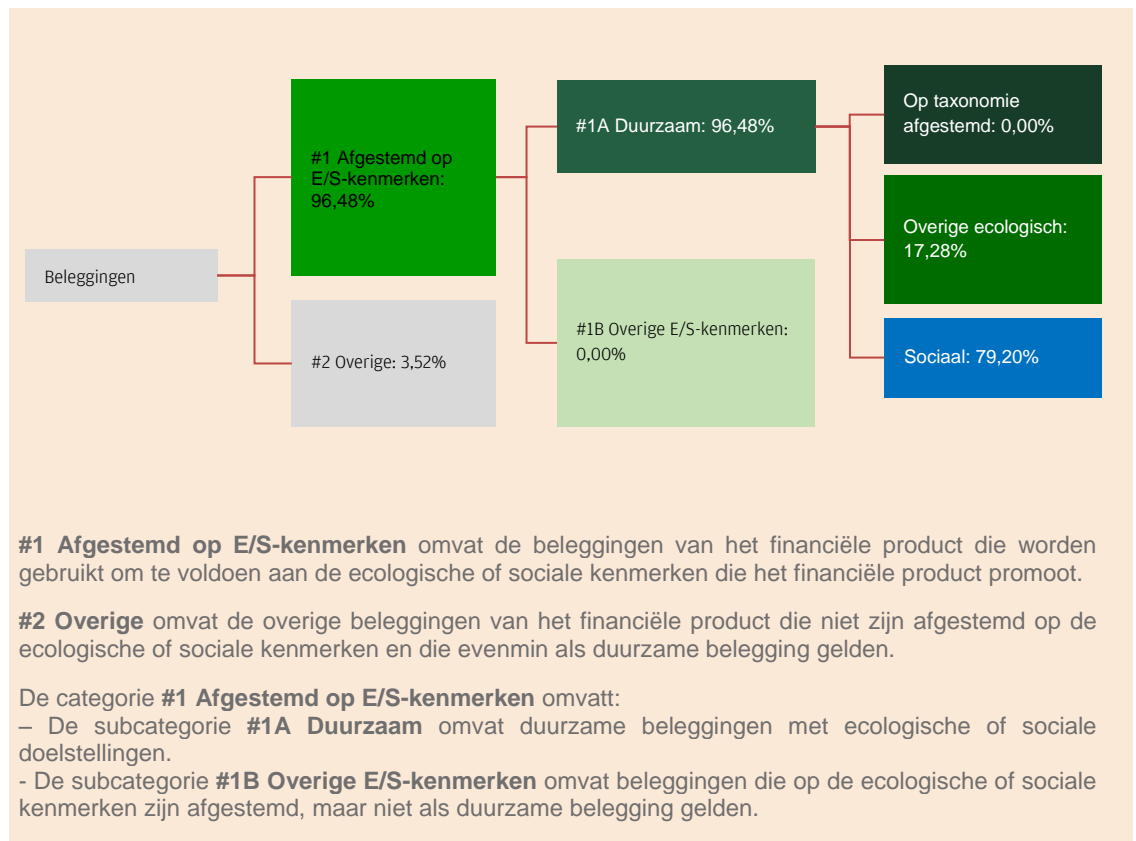 Beleggingen
#1 Afgestemd op
E/S-kenmerken:
96,48%
#2 Overige: 3,52%
#1A Duurzaam: 96,48%
#1B Overige E/S-kenmerken:
0,00%
Op taxonomie
afgestemd: 0,00%
Overige ecologisch:
17,28%
Sociaal: 79,20%
#1 Afgestemd op E/S-kenmerken omvat de beleggingen van het financiële product die worden
gebruikt om te voldoen aan de ecologische of sociale kenmerken die het financiële product promoot.
#2 Overige omvat de overige beleggingen van het financiële product die niet zijn afgestemd op de
ecologische of sociale kenmerken en die evenmin als duurzame belegging gelden.
De categorie #1 Afgestemd op E/S-kenmerken omvatt:
– De subcategorie #1A Duurzaam omvat duurzame beleggingen met ecologische of sociale
doelstellingen.
- De subcategorie #1B Overige E/S-kenmerken omvat beleggingen die op de ecologische of sociale
kenmerken zijn afgestemd, maar niet als duurzame belegging gelden.